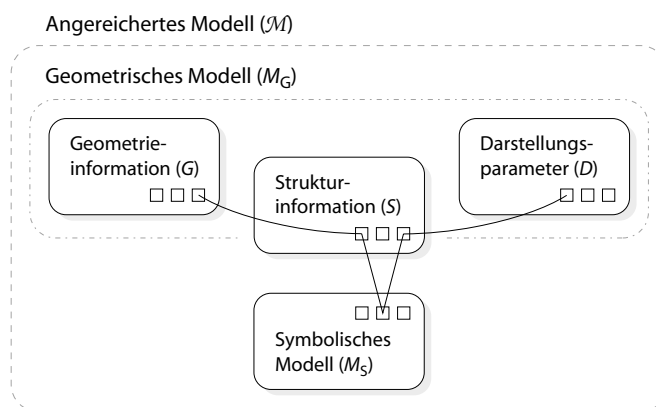 Angereichertes Modell (ℳ)
Geometrisches Modell (M_G)
Geometrie-
information (G)
Darstellungs-
parameter (D)
Struktur-
information (S)
Symbolisches
Modell (M_S)